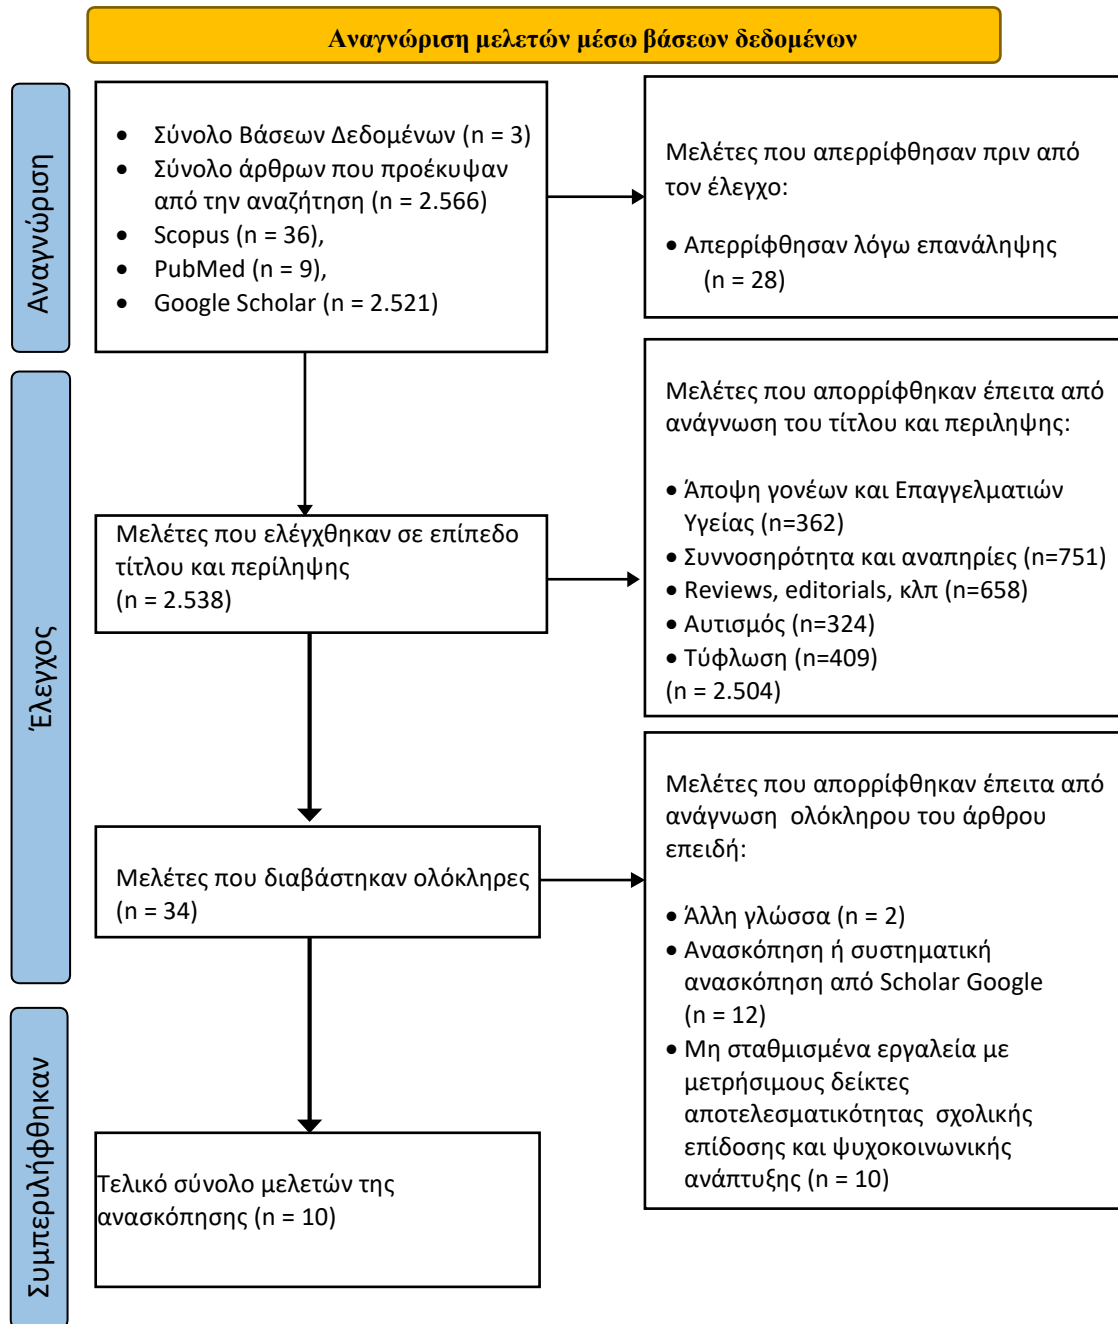 Αναγνώριση μελετών μέσω βάσεων δεδομένων
Αναγνώριση
• Σύνολο Βάσεων Δεδομένων (n = 3)
• Σύνολο άρθρων που προέκυψαν
από την αναζήτηση (n = 2.566)
• Scopus (n = 36),
• PubMed (n = 9),
• Google Scholar (n = 2.521)
Μελέτες που απερρίφθησαν πριν από
τον έλεγχο:
• Απερρίφθησαν λόγω επανάληψης
(n = 28)
Έλεγχος
Μελέτες που ελέγχθηκαν σε επίπεδο
τίτλου και περίληψης
(n = 2.538)
Μελέτες που απορρίφθηκαν έπειτα από
ανάγνωση του τίτλου και περιληψης:
• Άποψη γονέων και Επαγγελματιών
Υγείας (n=362)
• Συννοσηρότητα και αναπηρίες (n=751)
• Reviews, editorials, κλπ (n=658)
• Αυτισμός (n=324)
• Τύφλωση (n=409)
(n = 2.504)
Μελέτες που διαβάστηκαν ολόκληρες
(n = 34)
Μελέτες που απορρίφθηκαν έπειτα από
ανάγνωση ολόκληρου του άρθρου
επειδή:
• Άλλη γλώσσα (n = 2)
• Ανασκόπηση ή συστηματική
ανασκόπηση από Scholar Google
(n = 12)
• Μη σταθμισμένα εργαλεία με
μετρήσιμους δείκτες
αποτελεσματικότητας σχολικής
επίδοσης και ψυχοκοινωνικής
ανάπτυξης (n = 10)
Συμπεριλήφθηκαν
Τελικό σύνολο μελετών της
ανασκόπησης (n = 10)